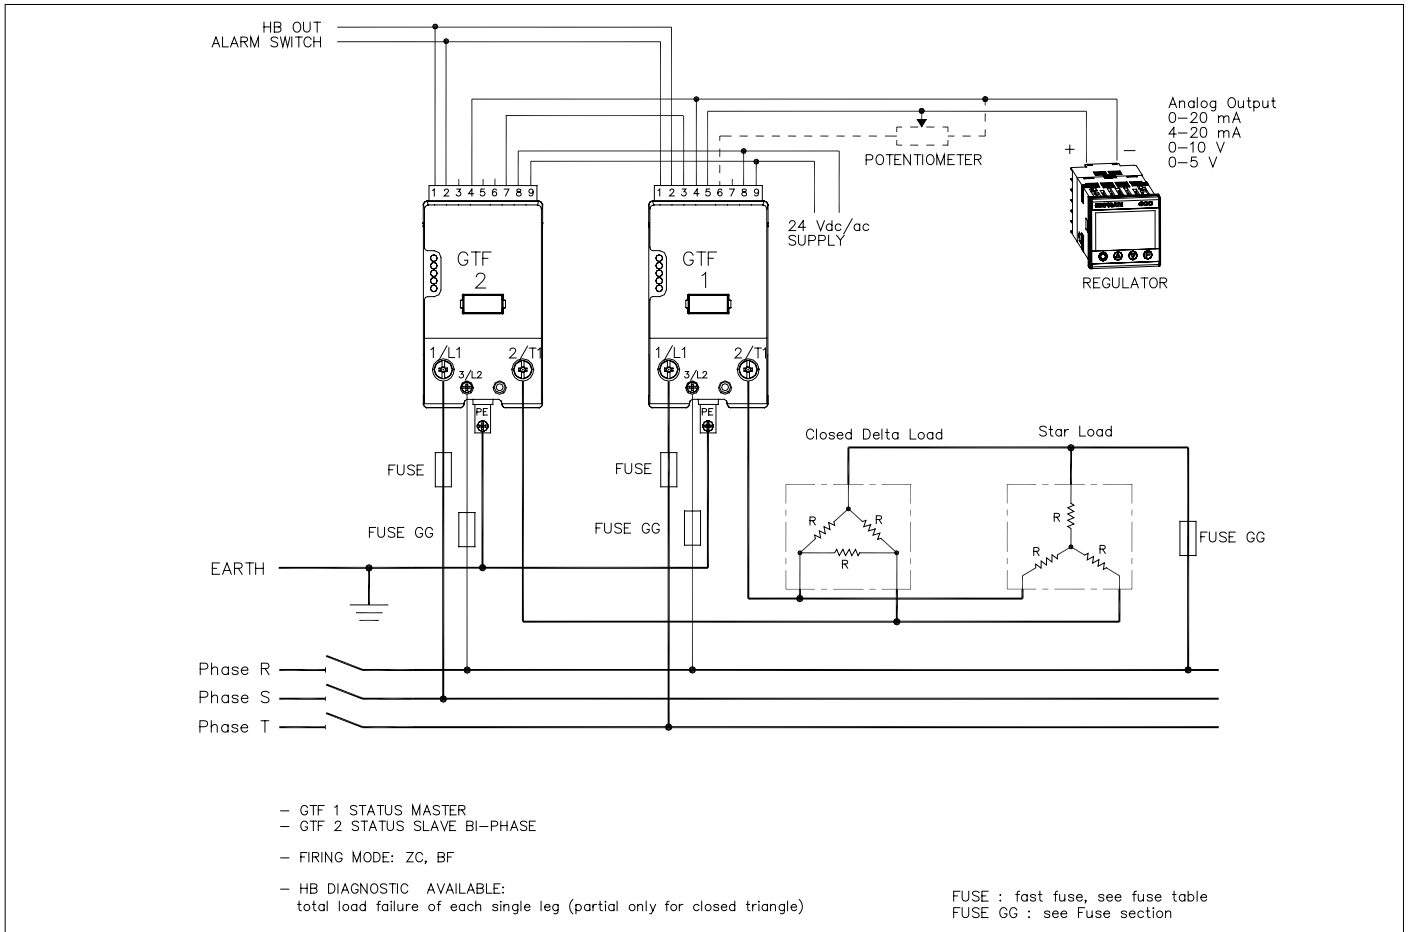 HB OUT
ALARM SWITCH
Analog Output
0-20 mA
4-20 mA
0-10 V
0-5 V
+ -
POTENTIOMETER
1 2 3 4 5 6 7 8 9
1 2 3 4 5 6 7 8 9
24 Vdc/ac
SUPPLY
400
GTF
2
GTF
1
REGULATOR
1/L1 2/T1
3/L2
PE
1/L1 2/T1
3/L2
PE
Closed Delta Load
Star Load
FUSE
FUSE
R R
R
R
R R
FUSE GG
FUSE GG
FUSE GG
EARTH
Phase R
Phase S
Phase T
- GTF 1 STATUS MASTER
- GTF 2 STATUS SLAVE BI-PHASE
- FIRING MODE: ZC, BF
- HB DIAGNOSTIC AVAILABLE:
total load failure of each single leg (partial only for closed triangle)
FUSE : fast fuse, see fuse table
FUSE GG : see Fuse section